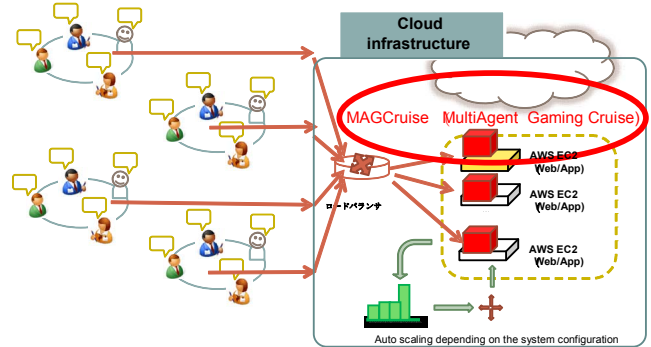 Cloud
infrastructure
MAGCruise MultiAgent Gaming Cruise)
AWS EC2
(Web/App)
AWS EC2
(Web/App)
ロードバランサ
AWS EC2
(Web/App)
Auto scaling depending on the system configuration